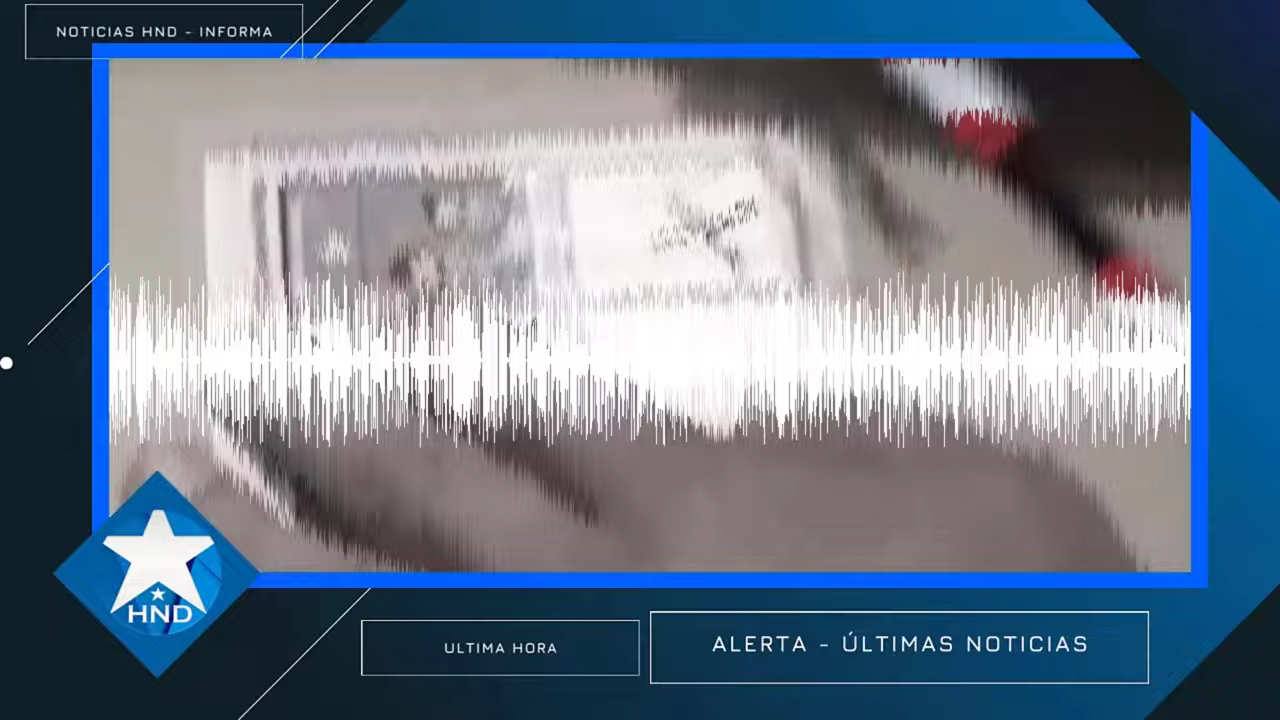 NOTICIAS HND - INFORMA
HND
ULTIMA HORA
ALERTA - ÚLTIMAS NOTICIAS